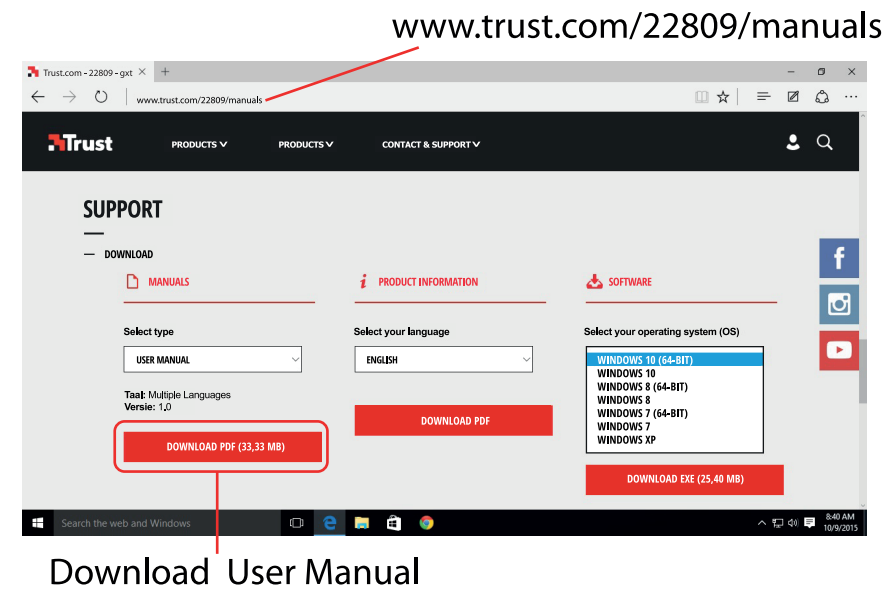 www.trust.com/22809/manuals
Trust.com - 22809 - gxt
www.trust.com/22809/manuals
Trust
PRODUCTS
PRODUCTS
CONTACT & SUPPORT
SUPPORT
DOWNLOAD
MANUALS
PRODUCT INFORMATION
SOFTWARE
Select type
Select your language
Select your operating system (OS)
USER MANUAL
ENGLISH
WINDOWS 10 (64-BIT)
WINDOWS 10
WINDOWS 8 (64-BIT)
WINDOWS 8
WINDOWS 7 (64-BIT)
WINDOWS 7
WINDOWS XP
Taal: Multiple Languages
Versie: 1,0
DOWNLOAD PDF
DOWNLOAD PDF (33,33 MB)
DOWNLOAD EXE (25,40 MB)
Search the web and Windows
8:40 AM
10/9/2015
Download User Manual